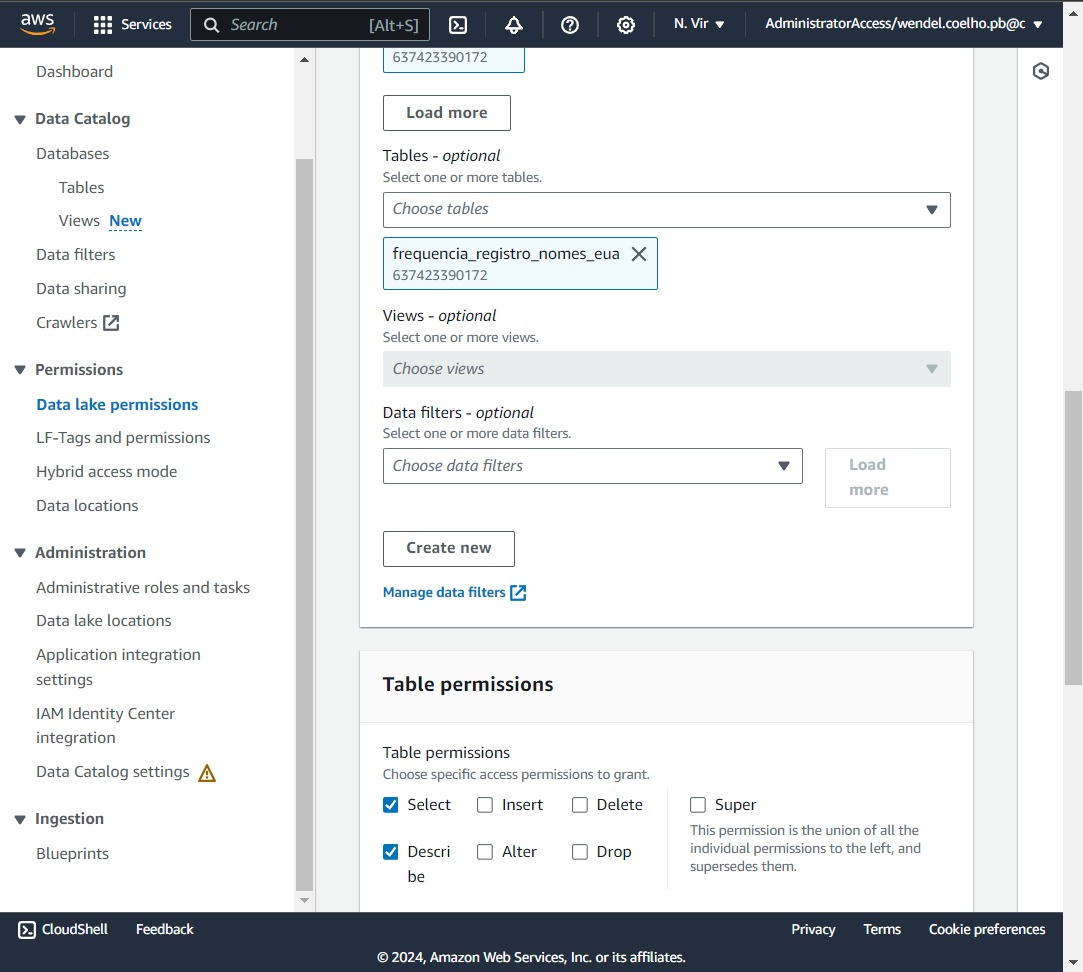 aws
Services
Search [Alt+S]
N. Vir
AdministratorAccess/wendel.coelho.pb@c
Dashboard
Data Catalog
Databases
Tables
Views New
Data filters
Data sharing
Crawlers
Permissions
Data lake permissions
LF-Tags and permissions
Hybrid access mode
Data locations
Administration
Administrative roles and tasks
Data lake locations
Application integration
settings
IAM Identity Center
integration
Data Catalog settings
Ingestion
Blueprints
637423390172
Load more
Tables - optional
Select one or more tables.
Choose tables
frequencia_registro_nomes_eua
637423390172
Views - optional
Select one or more views.
Choose views
Data filters - optional
Select one or more data filters.
Choose data filters
Load
more
Create new
Manage data filters
Table permissions
Table permissions
Choose specific access permissions to grant.
Select
Insert
Delete
Descri
be
Alter
Drop
Super
This permission is the union of all the
individual permissions to the left, and
supersedes them.
CloudShell
Feedback
Privacy
Terms
Cookie preferences
© 2024, Amazon Web Services, Inc. or its affiliates.